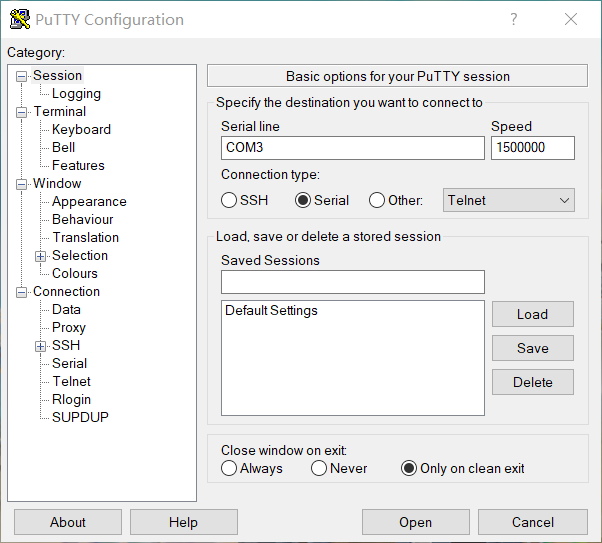 PuTTY Configuration
?
Category:
Session
Logging
Terminal
Keyboard
Bell
Features
Window
Appearance
Behaviour
Translation
Selection
Colours
Connection
Data
Proxy
SSH
Serial
Telnet
Rlogin
SUPDUP
Basic options for your PuTTY session
Specify the destination you want to connect to
Serial line Speed
COM3 1500000
Connection type:
SSH Serial Other: Telnet
Load, save or delete a stored session
Saved Sessions
Default Settings
Load
Save
Delete
Close window on exit:
Always Never Only on clean exit
About Help Open Cancel